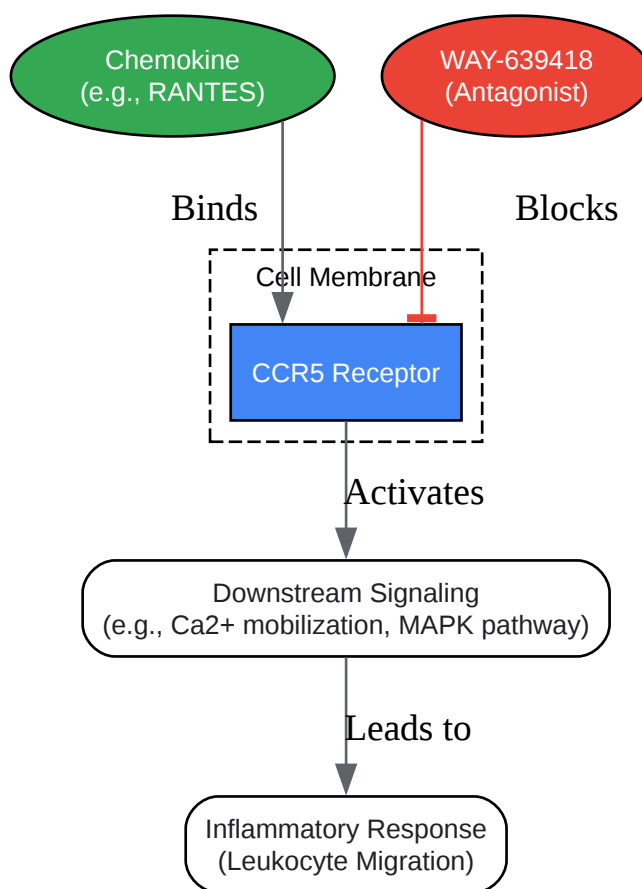 Chemokine
(e.g., RANTES)
WAY-639418
(Antagonist)
Binds
Blocks
Cell Membrane
CCR5 Receptor
Activates
Downstream Signaling
(e.g., Ca2+ mobilization, MAPK pathway)
Leads to
Inflammatory Response
(Leukocyte Migration)